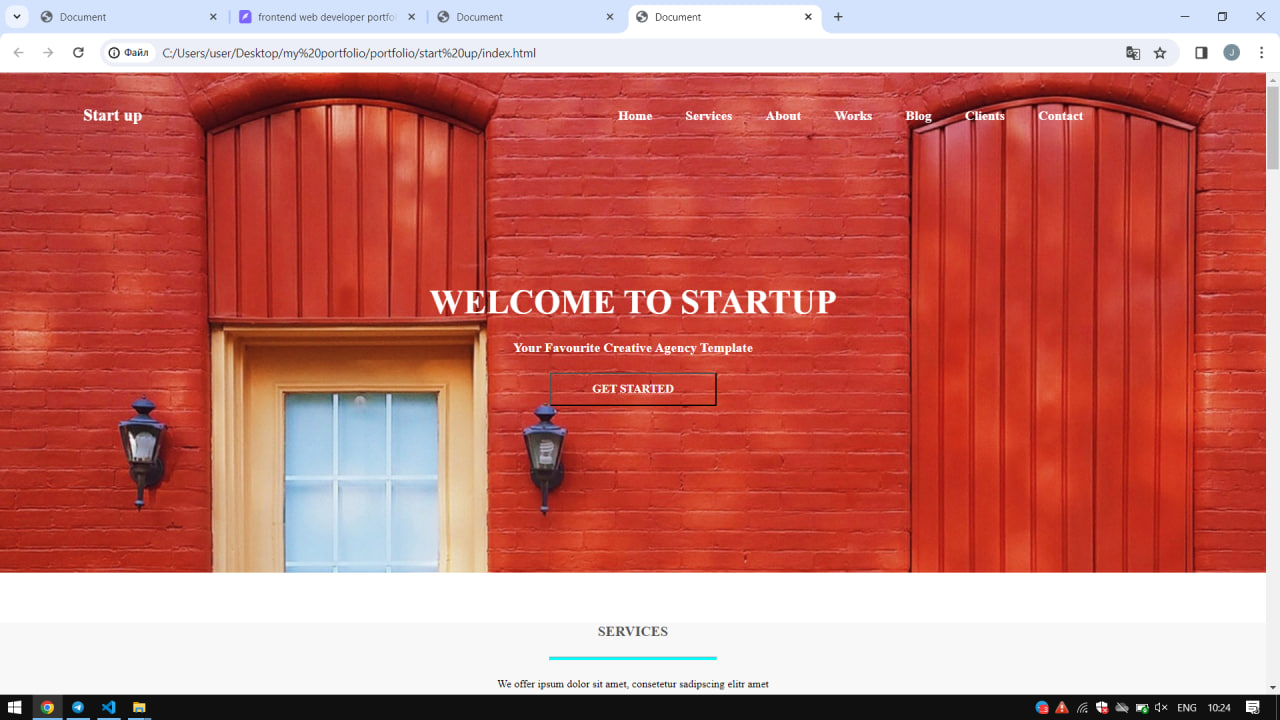 Document
frontend web developer portfo
Document
Document
Файл
C:/Users/user/Desktop/my%20portfolio/portfolio/start%20up/index.html
J
Start up
Home Services About Works Blog Clients Contact
WELCOME TO STARTUP
Your Favourite Creative Agency Template
GET STARTED
SERVICES
We offer ipsum dolor sit amet, consetetur sadipscing elitr amet
ENG 10:24